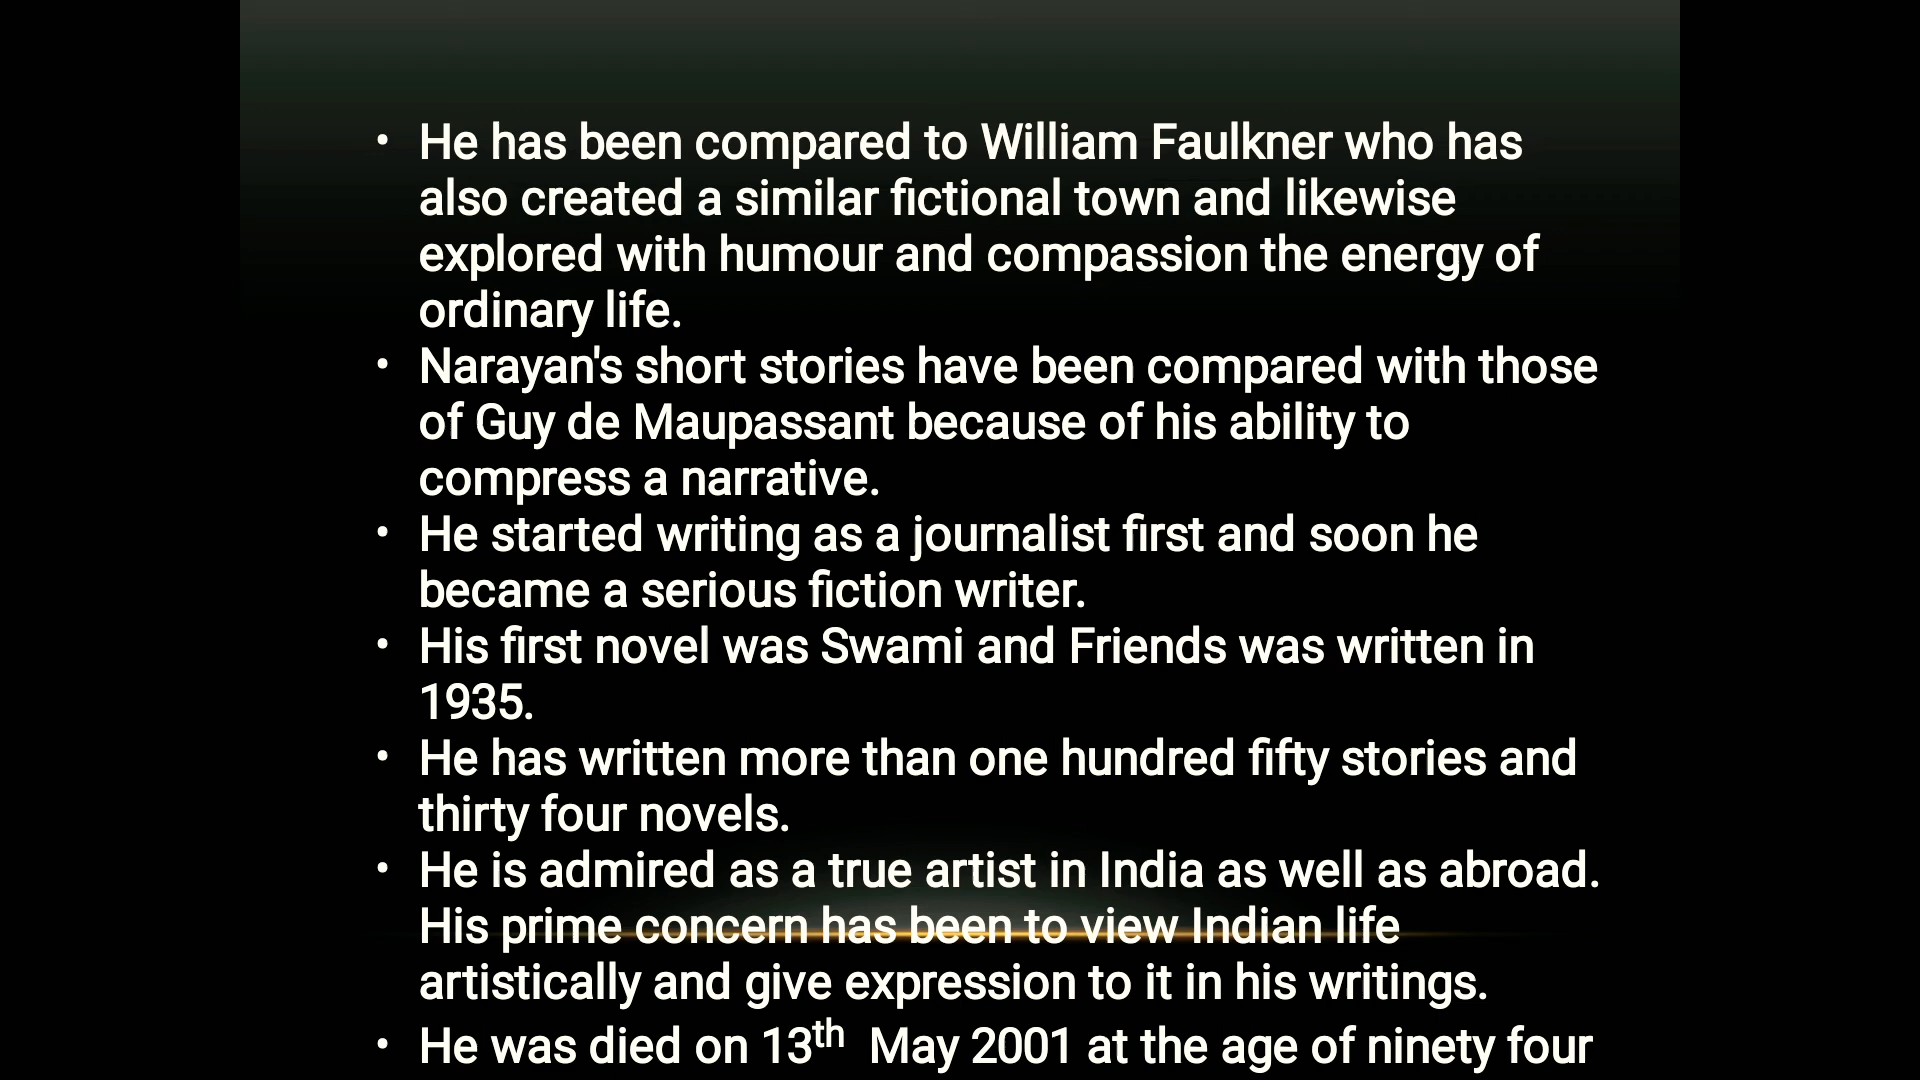 • He has been compared to William Faulkner who has
also created a similar fictional town and likewise
explored with humour and compassion the energy of
ordinary life.
• Narayan's short stories have been compared with those
of Guy de Maupassant because of his ability to
compress a narrative.
• He started writing as a journalist first and soon he
became a serious fiction writer.
• His first novel was Swami and Friends was written in
1935.
• He has written more than one hundred fifty stories and
thirty four novels.
• He is admired as a true artist in India as well as abroad.
His prime concern has been to view Indian life
artistically and give expression to it in his writings.
• He was died on 13th May 2001 at the age of ninety four